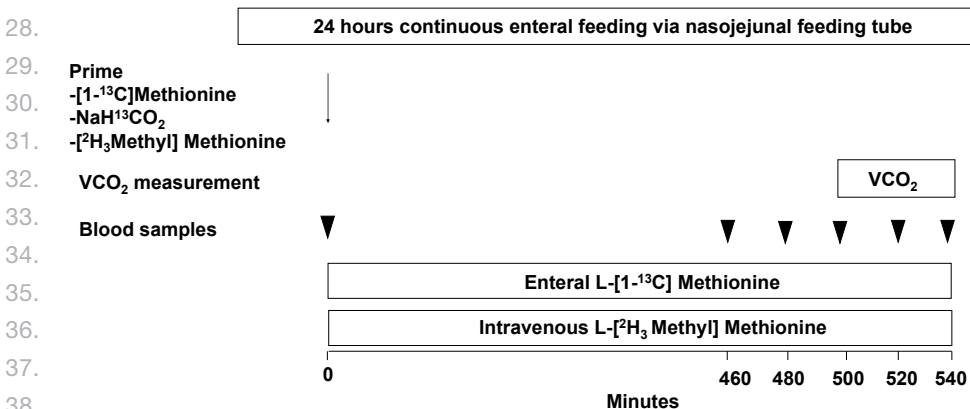 28. 24 hours continuous enteral feeding via nasojejunal feeding tube
29. Prime
-[1-¹³C]Methionine
30. -NaH¹³CO₂
31. -[²H₃Methyl] Methionine
32. VCO₂ measurement VCO₂
33. Blood samples
34.
35. Enteral L-[1-¹³C] Methionine
36. Intravenous L-[²H₃ Methyl] Methionine
37. 0 460 480 500 520 540
38. Minutes